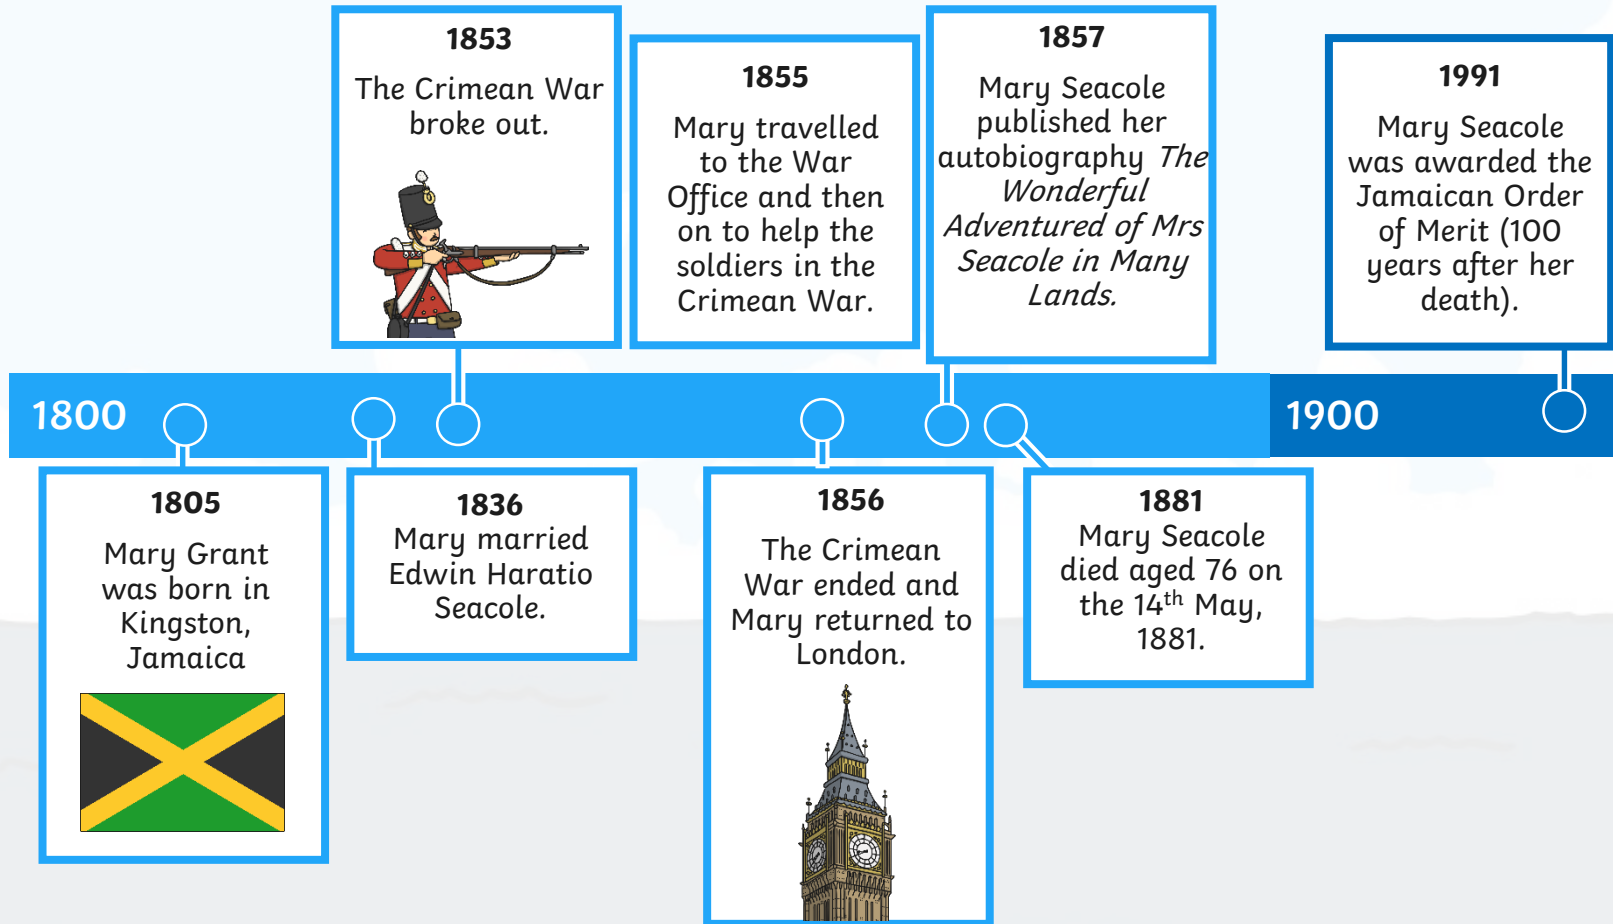 1853
The Crimean War
broke out.
1855
Mary travelled
to the War
Office and then
on to help the
soldiers in the
Crimean War.
1857
Mary Seacole
published her
autobiography The
Wonderful
Adventured of Mrs
Seacole in Many
Lands.
1991
Mary Seacole
was awarded the
Jamaican Order
of Merit (100
years after her
death).
1800
1900
1805
Mary Grant
was born in
Kingston,
Jamaica
1836
Mary married
Edwin Haratio
Seacole.
1856
The Crimean
War ended and
Mary returned to
London.
1881
Mary Seacole
died aged 76 on
the 14th May,
1881.